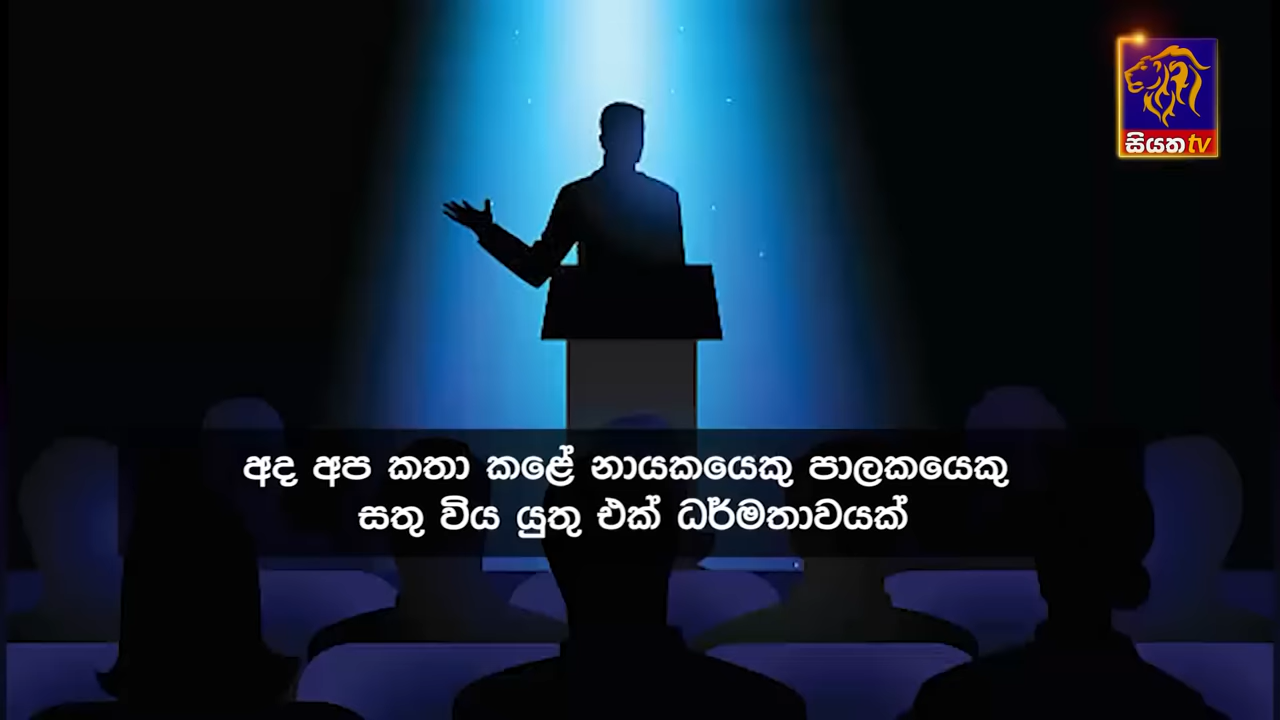 සියත tv
අද අප කතා කළේ නායකයෙකු පාලකයෙකු
සතු විය යුතු එක් ධර්මතාවයක්